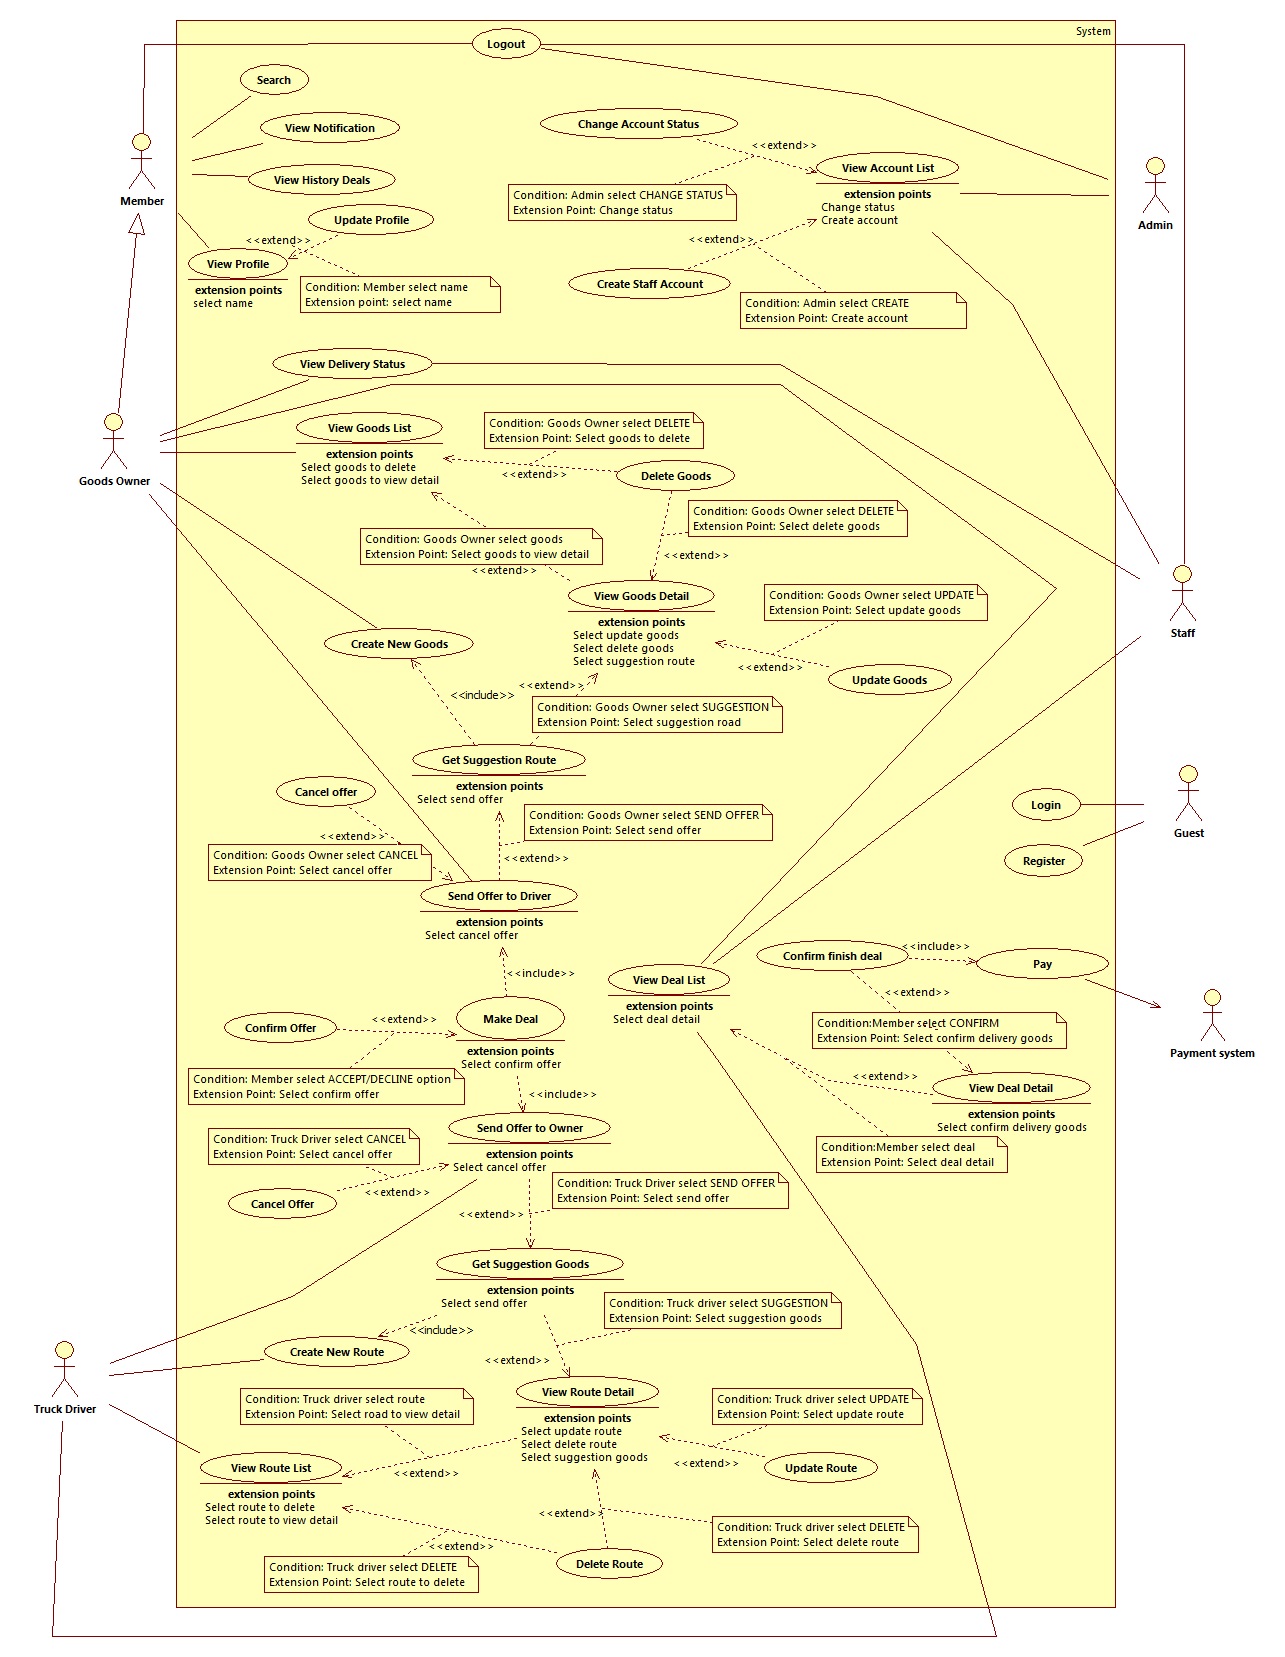 System
Logout
Search
View Notification
View History Deals
Member
Update Profile
<<extend>>
View Profile
extension points
select name
Condition: Member select name
Extension point: select name
Change Account Status
<<extend>>
View Account List
extension points
Change status
Create account
Condition: Admin select CHANGE STATUS
Extension Point: Change status
<<extend>>
Create Staff Account
Condition: Admin select CREATE
Extension Point: Create account
Admin
View Delivery Status
Goods Owner
View Goods List
extension points
Select goods to delete
Select goods to view detail
Condition: Goods Owner select DELETE
Extension Point: Select goods to delete
<<extend>>
Delete Goods
Condition: Goods Owner select DELETE
Extension Point: Select delete goods
<<extend>>
Condition: Goods Owner select goods
Extension Point: Select goods to view detail
<<extend>>
View Goods Detail
extension points
Select update goods
Select delete goods
Select suggestion route
Condition: Goods Owner select UPDATE
Extension Point: Select update goods
<<extend>>
Update Goods
Staff
Create New Goods
<<include>>
<<extend>>
Condition: Goods Owner select SUGGESTION
Extension Point: Select suggestion road
Get Suggestion Route
extension points
Select send offer
Cancel offer
<<extend>>
Condition: Goods Owner select CANCEL
Extension Point: Select cancel offer
Condition: Goods Owner select SEND OFFER
Extension Point: Select send offer
<<extend>>
Login
Register
Guest
Send Offer to Driver
extension points
Select cancel offer
<<include>>
View Deal List
extension points
Select deal detail
Confirm finish deal
<<include>>
Pay
<<extend>>
Payment system
Condition:Member select CONFIRM
Extension Point: Select confirm delivery goods
<<extend>>
View Deal Detail
extension points
Select confirm delivery goods
Condition:Member select deal
Extension Point: Select deal detail
Confirm Offer
<<extend>>
Make Deal
extension points
Select confirm offer
Condition: Member select ACCEPT/DECLINE option
Extension Point: Select confirm offer
<<include>>
Send Offer to Owner
extension points
Select cancel offer
Condition: Truck Driver select CANCEL
Extension Point: Select cancel offer
<<extend>>
Cancel Offer
Condition: Truck Driver select SEND OFFER
Extension Point: Select send offer
<<extend>>
Get Suggestion Goods
extension points
Select send offer
<<include>>
Condition: Truck driver select SUGGESTION
Extension Point: Select suggestion goods
<<extend>>
Create New Route
Truck Driver
View Route Detail
extension points
Select update route
Select delete route
Select suggestion goods
Condition: Truck driver select route
Extension Point: Select road to view detail
<<extend>>
Condition: Truck driver select UPDATE
Extension Point: Select update route
<<extend>>
Update Route
View Route List
extension points
Select route to delete
Select route to view detail
<<extend>>
Condition: Truck driver select DELETE
Extension Point: Select delete route
<<extend>>
Delete Route
Condition: Truck driver select DELETE
Extension Point: Select route to delete